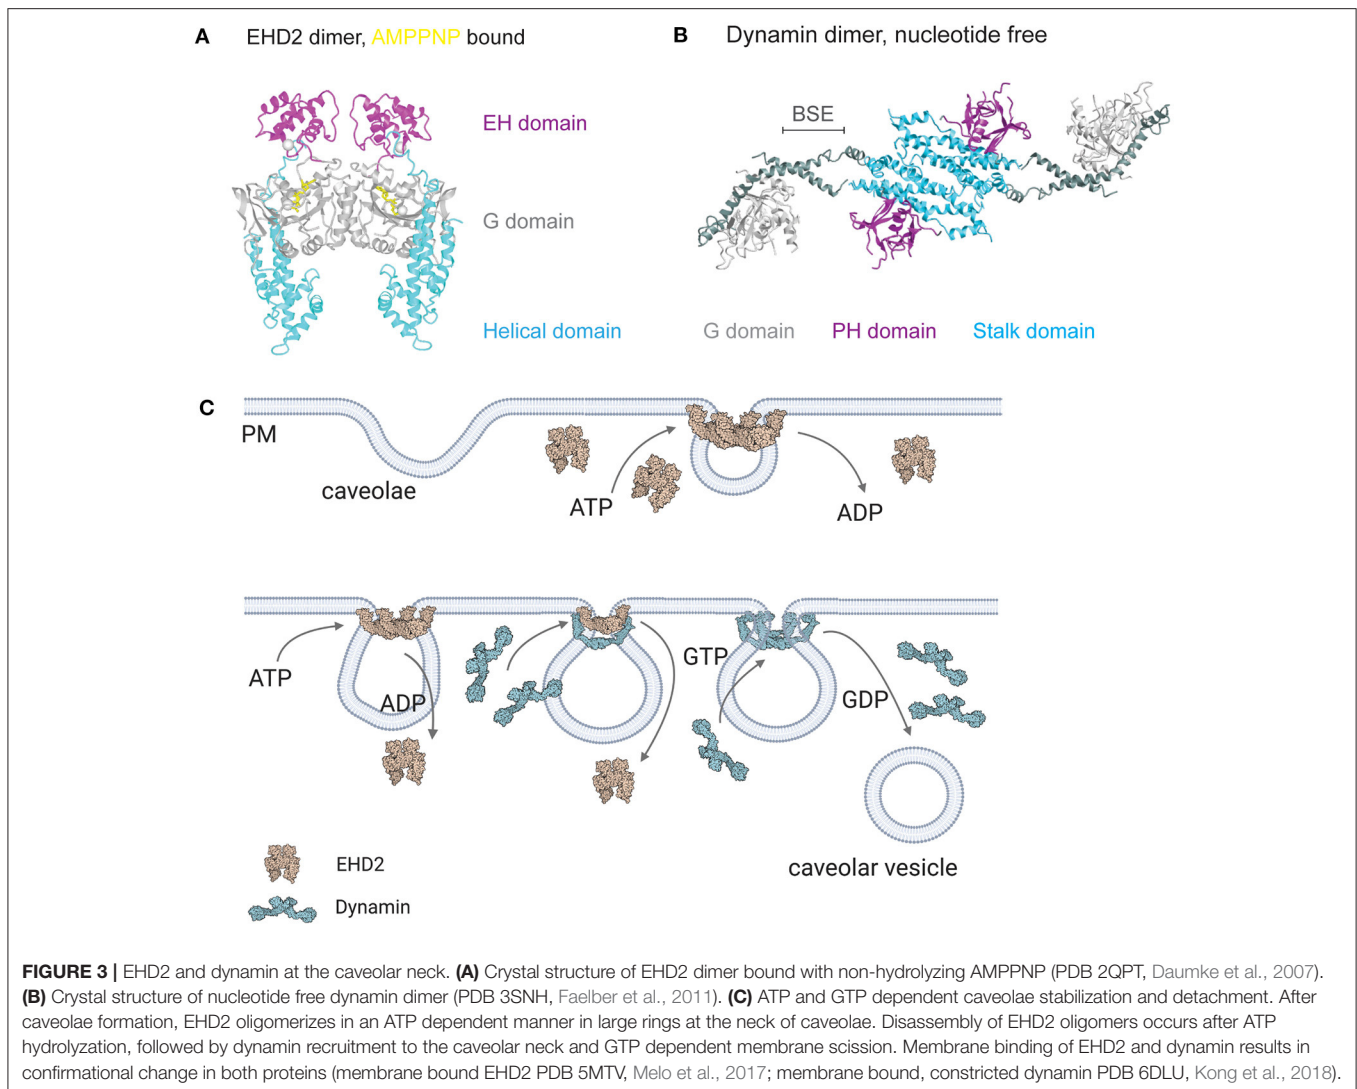 A EHD2 dimer, AMPPNP bound
B Dynamin dimer, nucleotide free
EH domain
BSE
G domain
Helical domain
G domain PH domain Stalk domain
C
PM
caveolae
ATP
ADP
ATP
ADP
GTP
GDP
caveolar vesicle
EHD2
Dynamin
FIGURE 3 | EHD2 and dynamin at the caveolar neck. (A) Crystal structure of EHD2 dimer bound with non-hydrolyzing AMPPNP (PDB 2QPT, Daumke et al., 2007).
(B) Crystal structure of nucleotide free dynamin dimer (PDB 3SNH, Faelber et al., 2011). (C) ATP and GTP dependent caveolae stabilization and detachment. After
caveolae formation, EHD2 oligomerizes in an ATP dependent manner in large rings at the neck of caveolae. Disassembly of EHD2 oligomers occurs after ATP
hydrolyzation, followed by dynamin recruitment to the caveolar neck and GTP dependent membrane scission. Membrane binding of EHD2 and dynamin results in
confirmational change in both proteins (membrane bound EHD2 PDB 5MTV, Melo et al., 2017; membrane bound, constricted dynamin PDB 6DLU, Kong et al., 2018).